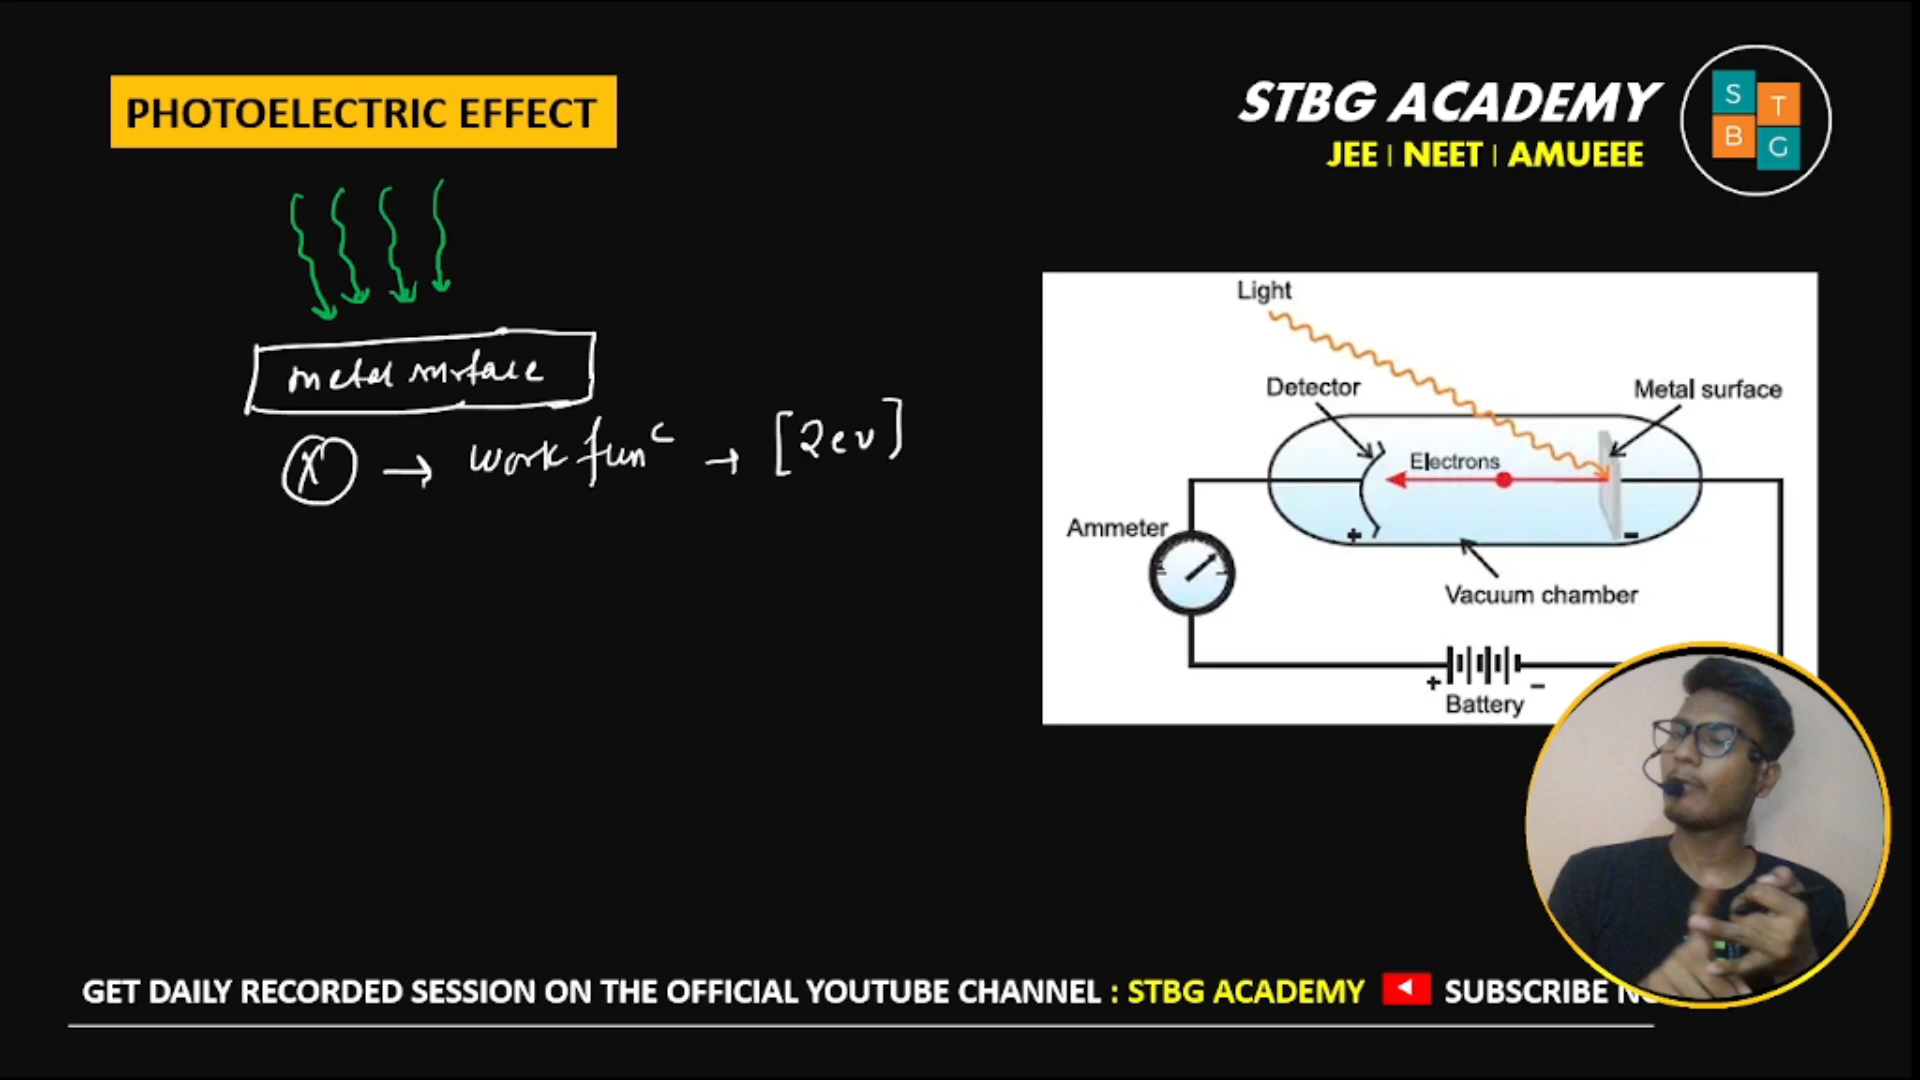 PHOTOELECTRIC EFFECT
STBG ACADEMY
JEE | NEET | AMUEEE
S T
B G
metal surface
→ work funᶜ → [2ev]
Light
Detector
Metal surface
Electrons
+ -
Ammeter
Vacuum chamber
+ -
Battery
GET DAILY RECORDED SESSION ON THE OFFICIAL YOUTUBE CHANNEL : STBG ACADEMY SUBSCRIBE